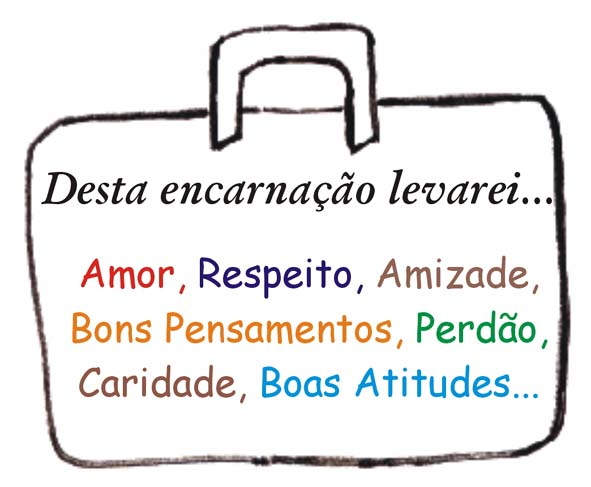 Desta encarnação levarei...
Amor, Respeito, Amizade,
Bons Pensamentos, Perdão,
Caridade, Boas Atitudes...